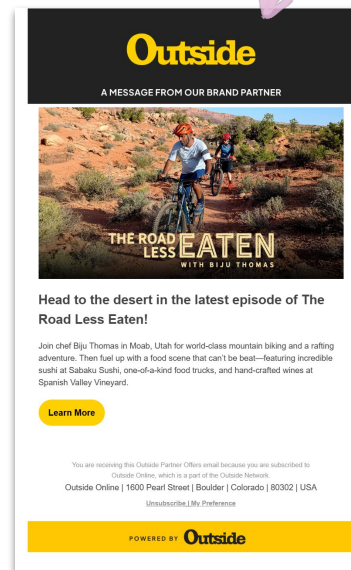 Outside
A MESSAGE FROM OUR BRAND PARTNER
THE ROAD
LESS EATEN
WITH BIJU THOMAS
Head to the desert in the latest episode of The
Road Less Eaten!
Join chef Biju Thomas in Moab, Utah for world-class mountain biking and a rafting
adventure. Then fuel up with a food scene that can't be beat—featuring incredible
sushi at Sabaku Sushi, one-of-a-kind food trucks, and hand-crafted wines at
Spanish Valley Vineyard.
Learn More
You are receiving this Outside Partner Offers email because you are subscribed to
Outside Online, which is a part of the Outside Network.
Outside Online | 1600 Pearl Street | Boulder | Colorado | 80302 | USA
Unsubscribe | My Preference
POWERED BY Outside